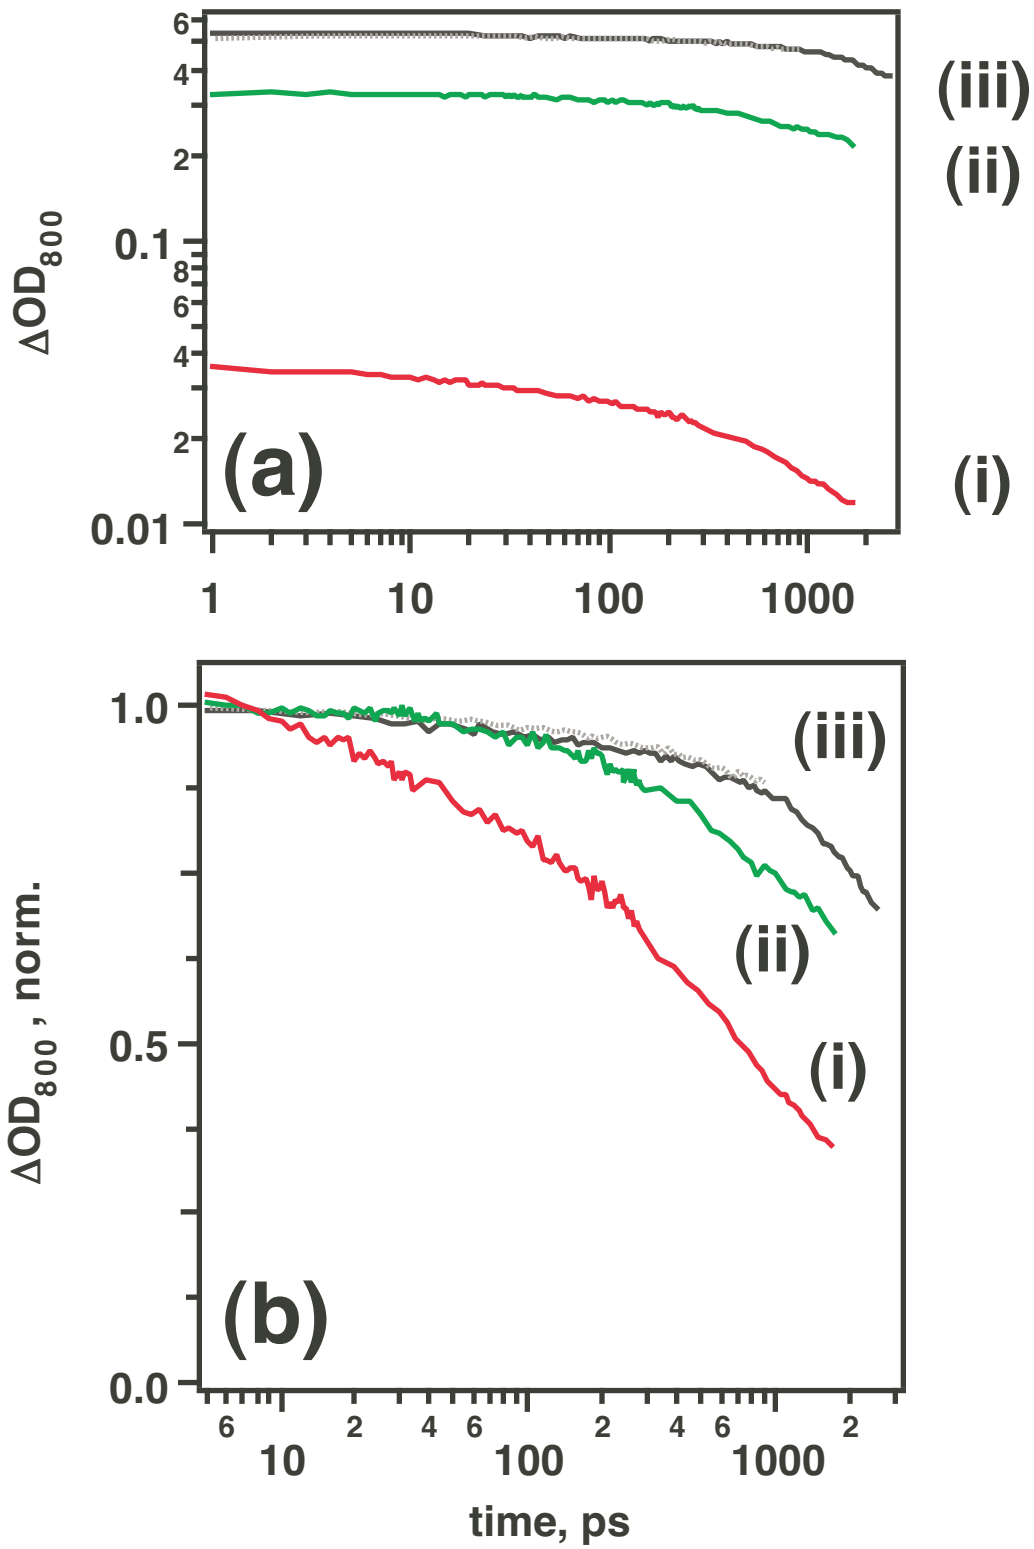 6
4
2
0.1
8
6
4
2
0.01
ΔOD800
(a)
(iii)
(ii)
(i)
1 10 100 1000
1.0
0.5
0.0
ΔOD800 , norm.
(iii)
(ii)
(i)
(b)
6 2 4 6 2 4 6 2
10 100 1000
time, ps